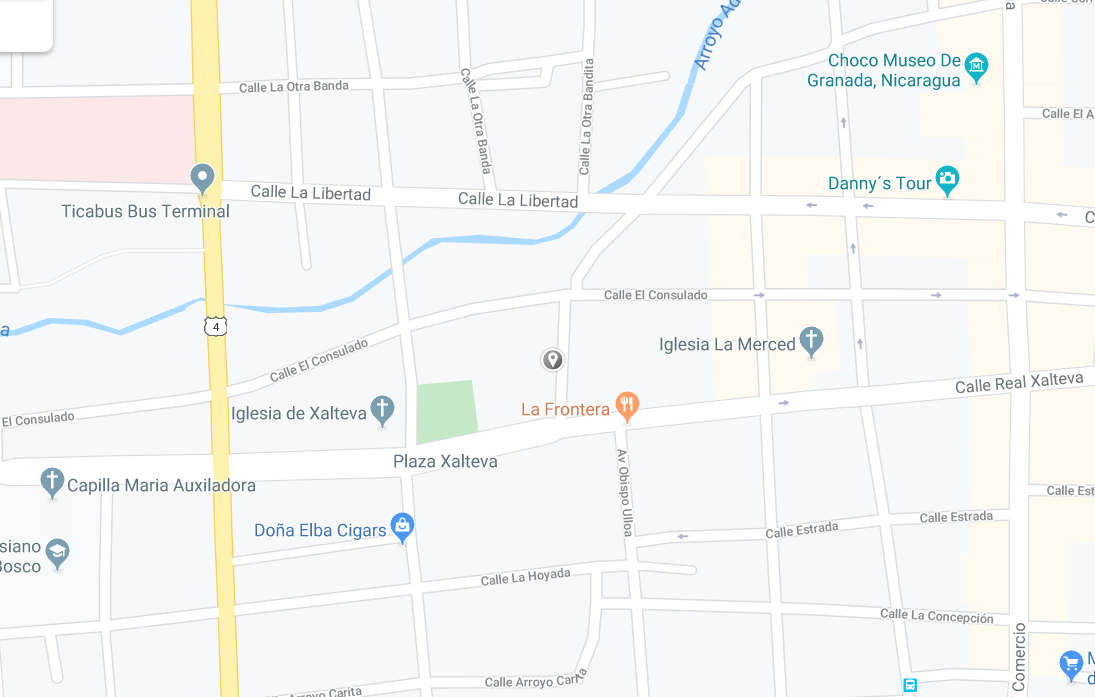 Arroyo Ad
Choco Museo De
Granada, Nicaragua
Calle La Otra Banda
Calle La Otra Banda
Calle La Otra Bandita
Calle El A
Danny´s Tour
Ticabus Bus Terminal
Calle La Libertad
Calle La Libertad
C
a
4
Calle El Consulado
Calle El Consulado
El Consulado
Iglesia La Merced
Calle Real Xalteva
Iglesia de Xalteva
La Frontera
Plaza Xalteva
Av Obispo Ulloa
Capilla Maria Auxiliadora
Calle Est
Doña Elba Cigars
Calle Estrada
Calle Estrada
siano
Bosco
Calle La Hoyada
Calle La Concepción
Comercio
M
d
Calle Arroyo Carita
Arroyo Carita